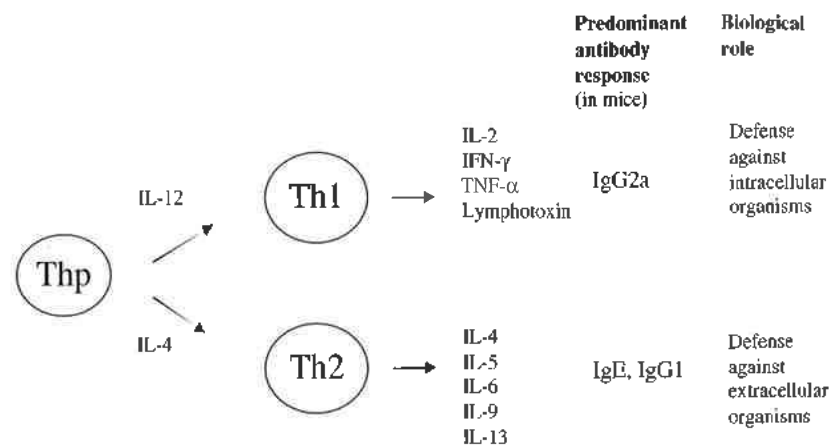 Predominant
antibody
response
(in mice)
Biological
role
IL-12
Th1
IL-2
IFN-γ
TNF-α
Lymphotoxin
IgG2a
Defense
against
intracellular
organisms
Thp
IL-4
Th2
IL-4
IL-5
IL-6
IL-9
IL-13
IgE, IgG1
Defense
against
extracellular
organisms